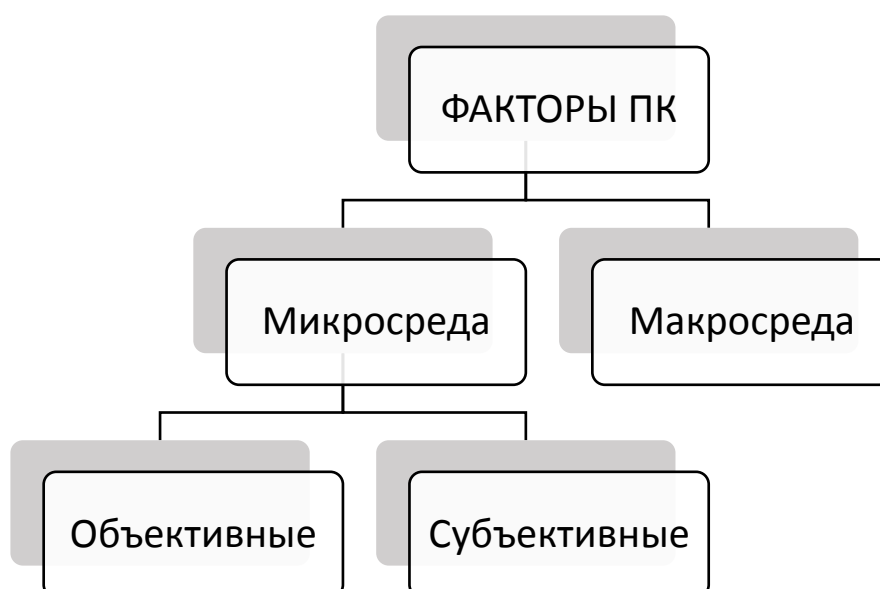 ФАКТОРЫ ПК
Микросреда
Макросреда
Объективные
Субъективные